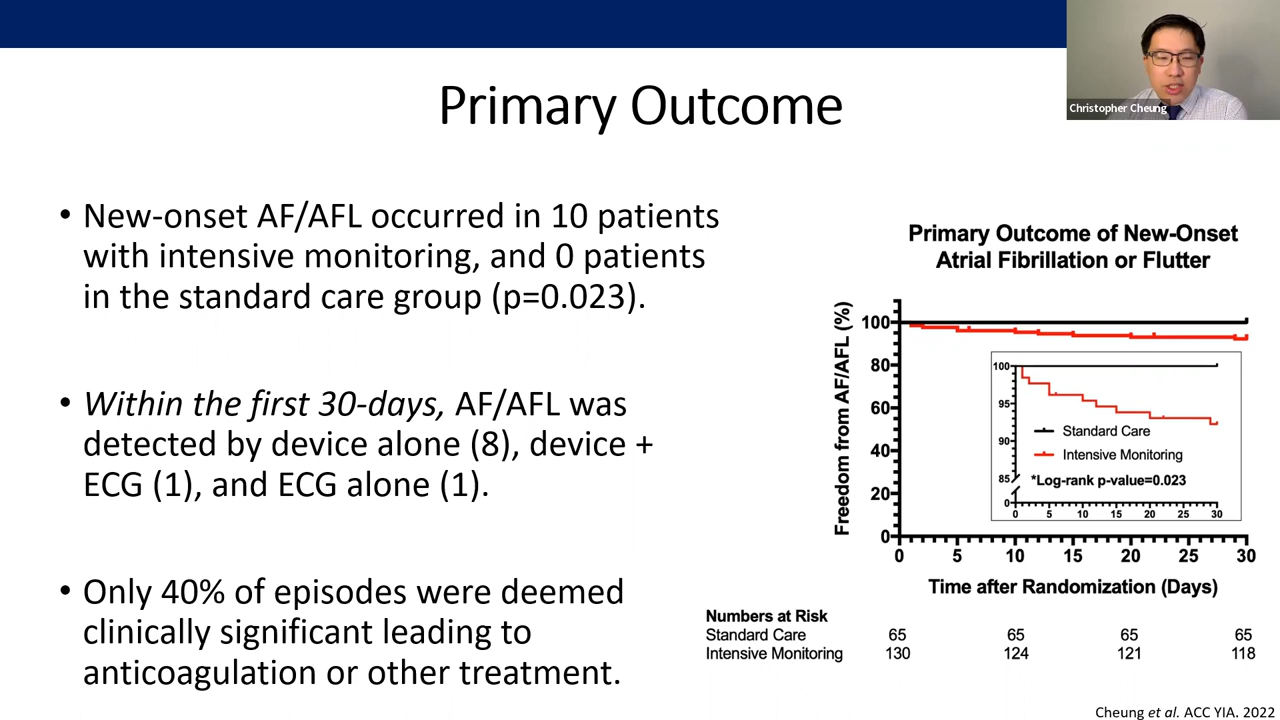 Christopher Cheung
Primary Outcome
• New-onset AF/AFL occurred in 10 patients
with intensive monitoring, and 0 patients
in the standard care group (p=0.023).
• Within the first 30-days, AF/AFL was
detected by device alone (8), device +
ECG (1), and ECG alone (1).
• Only 40% of episodes were deemed
clinically significant leading to
anticoagulation or other treatment.
Primary Outcome of New-Onset
Atrial Fibrillation or Flutter
Freedom from AF/AFL (%)
100
80
60
40
20
0
0 5 10 15 20 25 30
Time after Randomization (Days)
100
95
90
85
0
0 5 10 15 20 25 30
Standard Care
Intensive Monitoring
*Log-rank p-value=0.023
Numbers at Risk
Standard Care 65 65 65 65
Intensive Monitoring 130 124 121 118
Cheung et al. ACC YIA. 2022